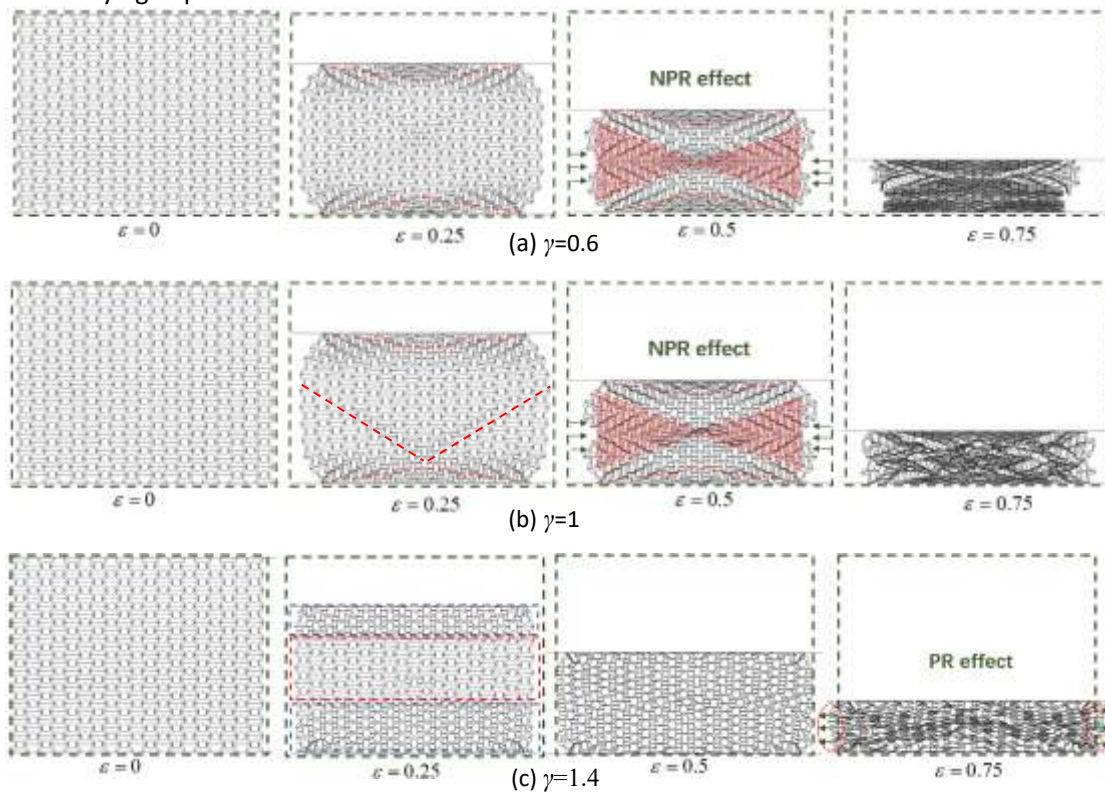 NPR effect
ε = 0 ε = 0.25 ε = 0.5 ε = 0.75
(a) γ=0.6
NPR effect
ε = 0 ε = 0.25 ε = 0.5 ε = 0.75
(b) γ=1
PR effect
ε = 0 ε = 0.25 ε = 0.5 ε = 0.75
(c) γ=1.4